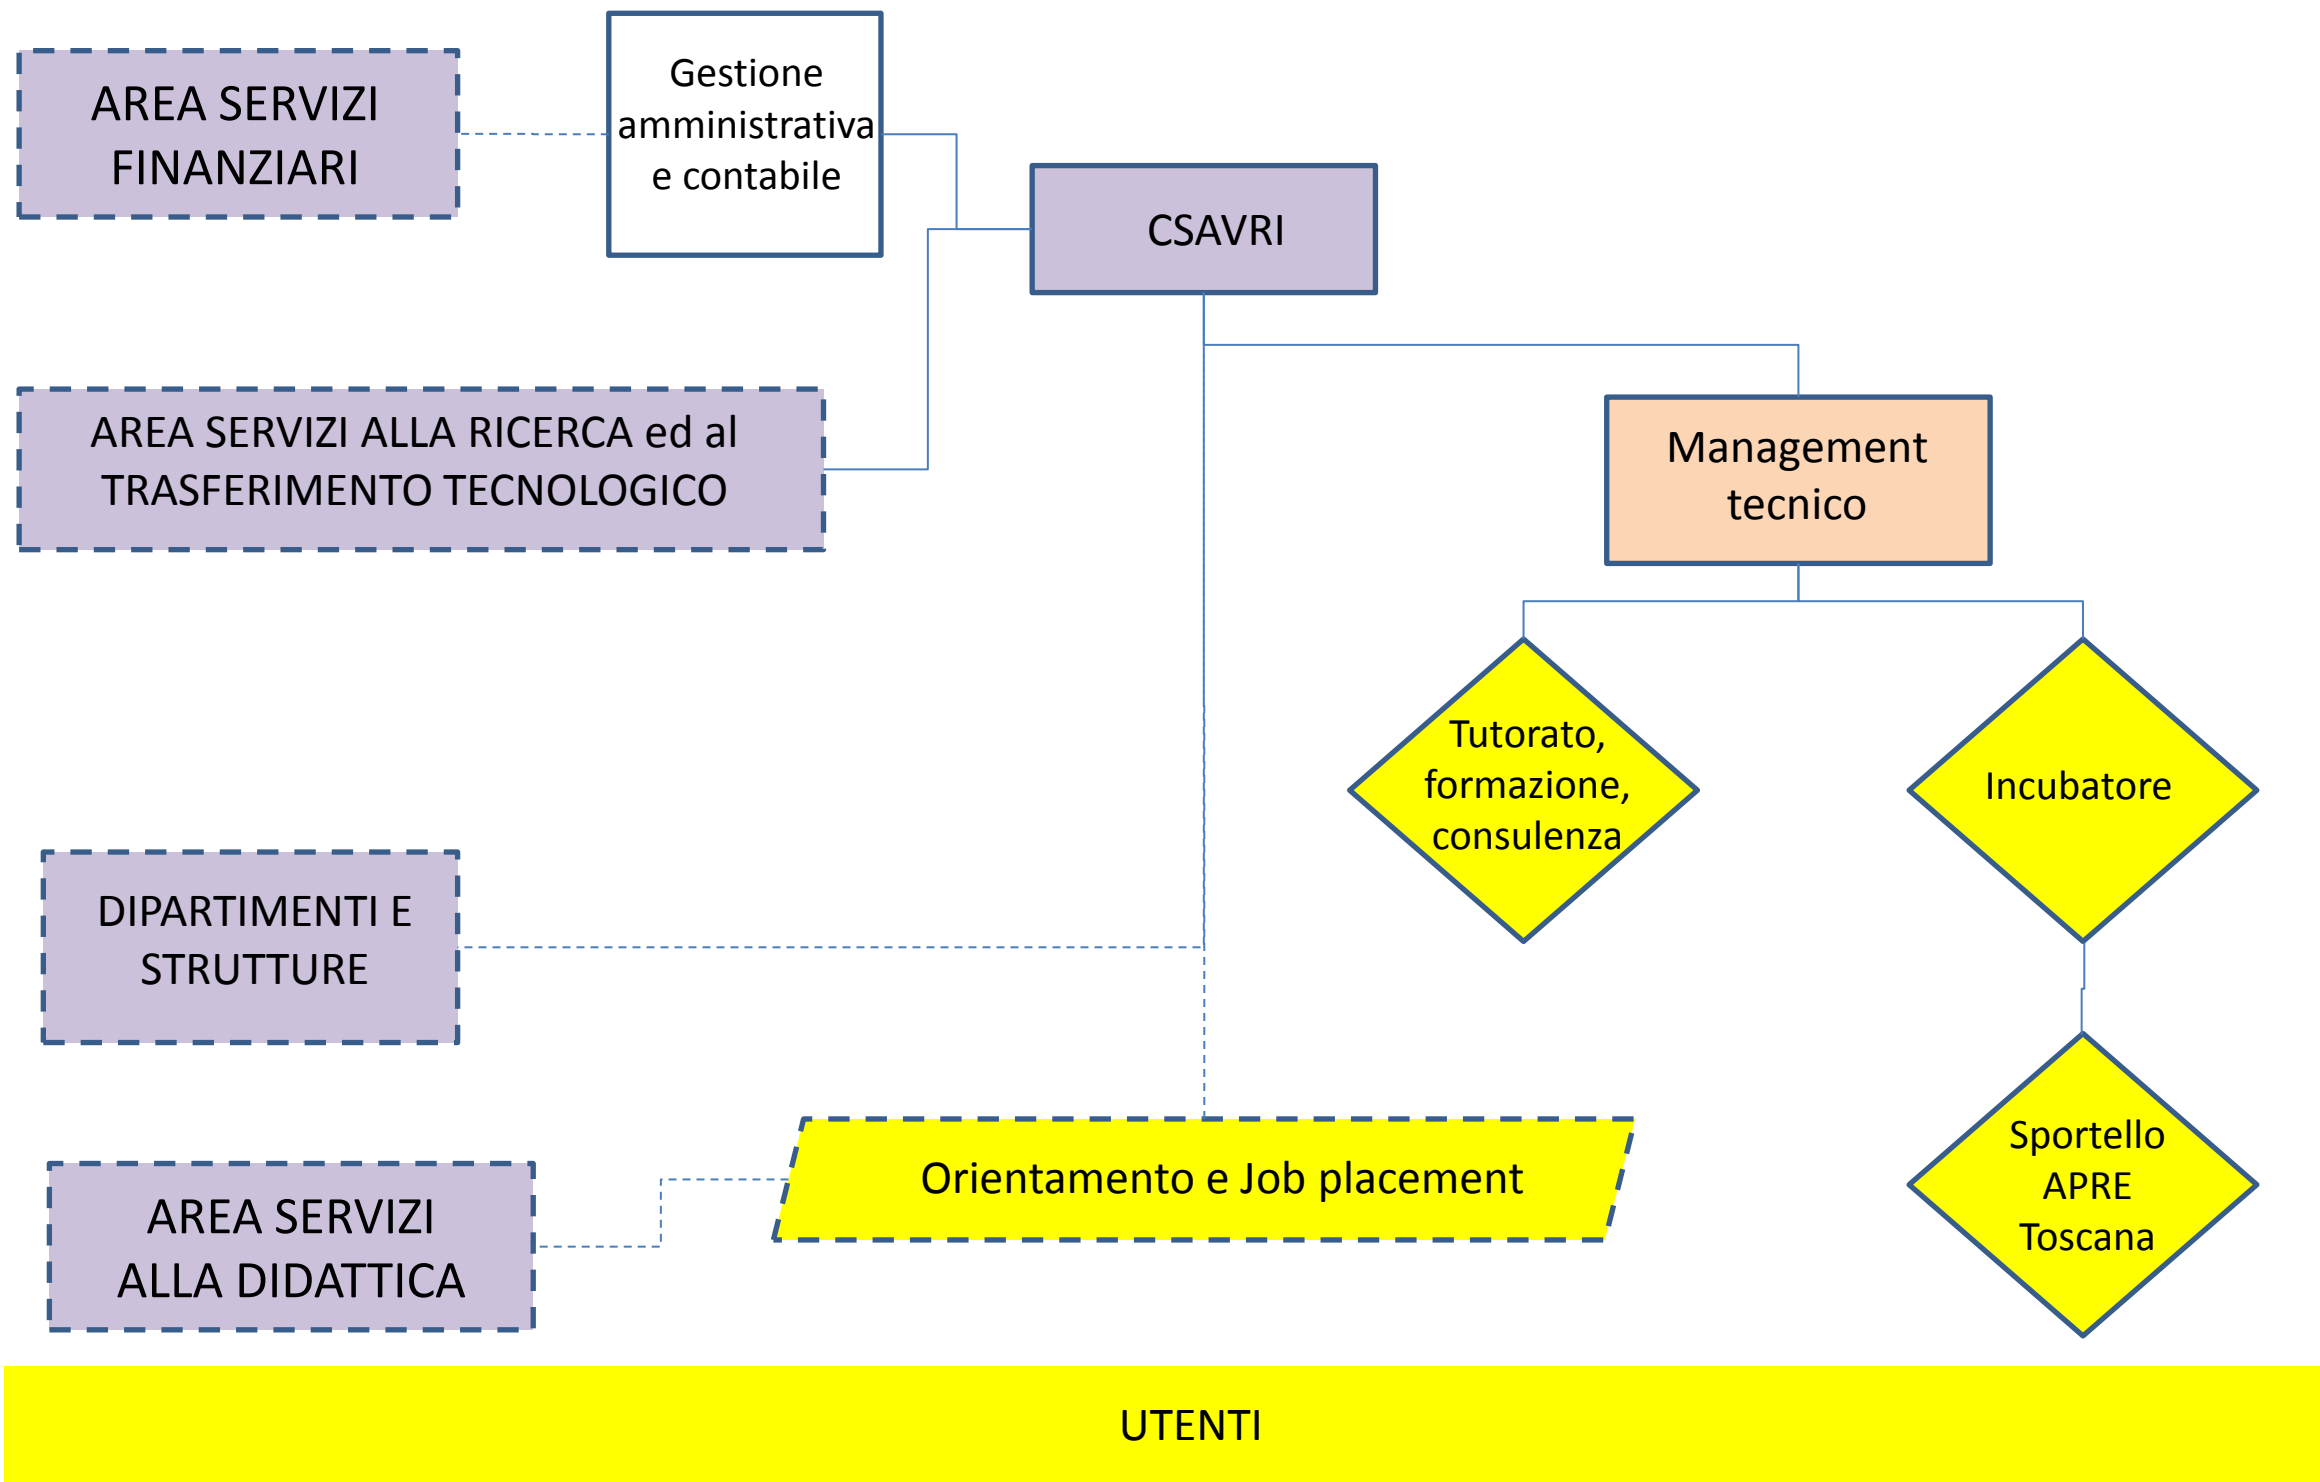 AREA SERVIZI
FINANZIARI
Gestione
amministrativa
e contabile
CSAVRI
AREA SERVIZI ALLA RICERCA ed al
TRASFERIMENTO TECNOLOGICO
Management
tecnico
Tutorato,
formazione,
consulenza
Incubatore
DIPARTIMENTI E
STRUTTURE
Sportello
APRE
Toscana
Orientamento e Job placement
AREA SERVIZI
ALLA DIDATTICA
UTENTI